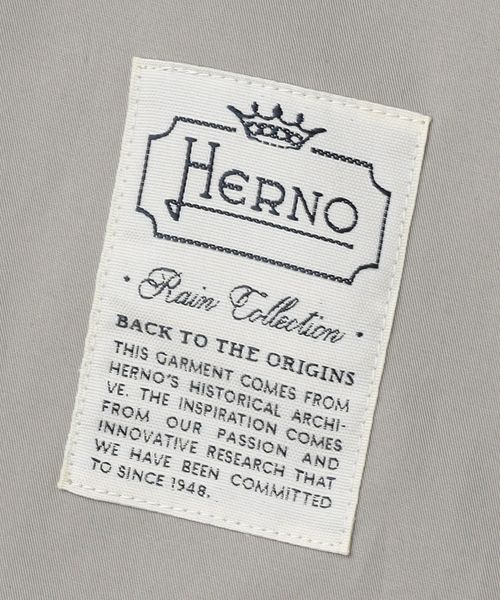 HERNO
• Rain Collection •
BACK TO THE ORIGINS
THIS GARMENT COMES FROM
HERNO'S HISTORICAL ARCHI-
VE. THE INSPIRATION COMES
FROM OUR PASSION AND
INNOVATIVE RESEARCH THAT
WE HAVE BEEN COMMITTED
TO SINCE 1948.